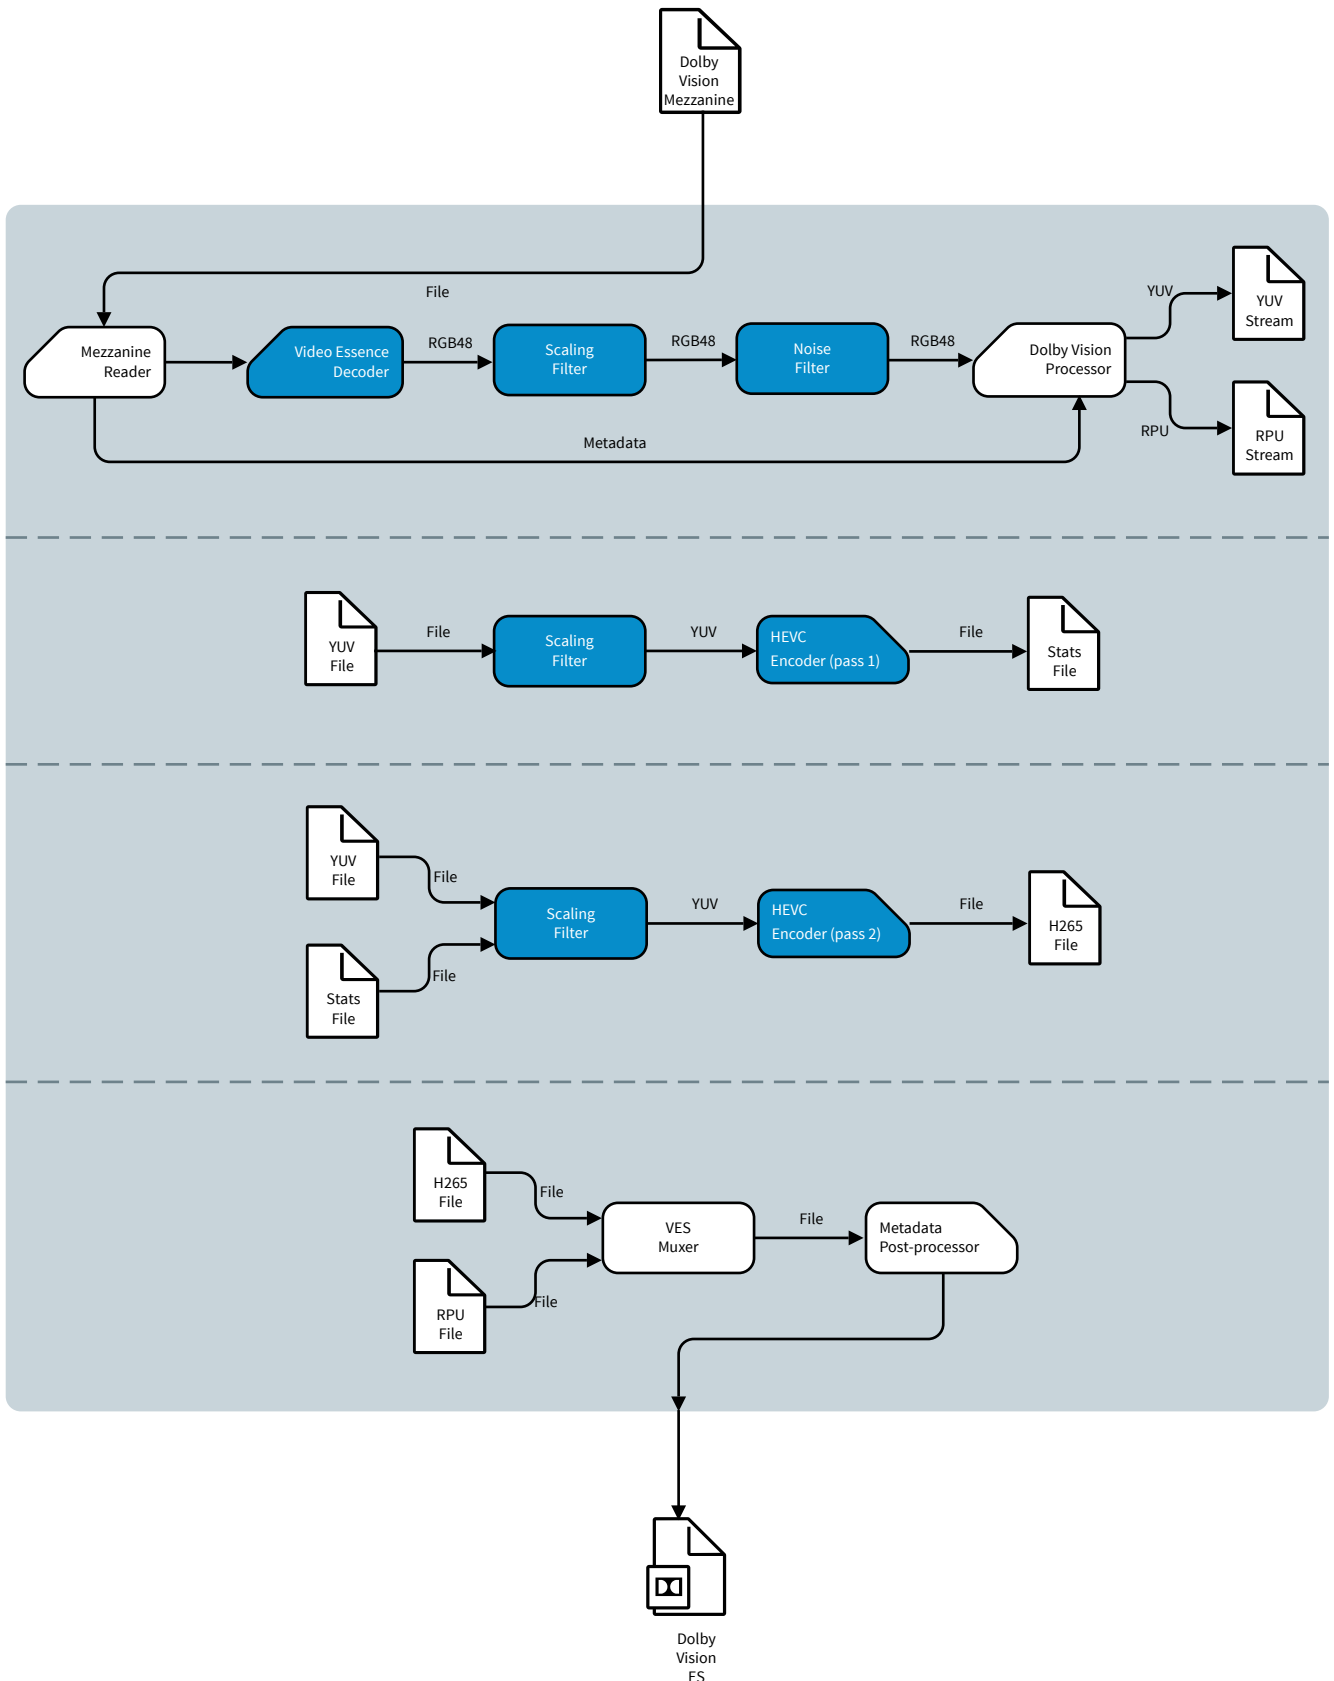 Dolby
Vision
Mezzanine
File
Mezzanine
Reader
Video Essence
Decoder
RGB48
Scaling
Filter
RGB48
Noise
Filter
RGB48
Dolby Vision
Processor
YUV
YUV
Stream
RPU
RPU
Stream
Metadata
YUV
File
File
Scaling
Filter
YUV
HEVC
Encoder (pass 1)
File
Stats
File
YUV
File
File
Stats
File
File
Scaling
Filter
YUV
HEVC
Encoder (pass 2)
File
H265
File
H265
File
File
RPU
File
File
VES
Muxer
File
Metadata
Post-processor
Dolby
Vision
ES